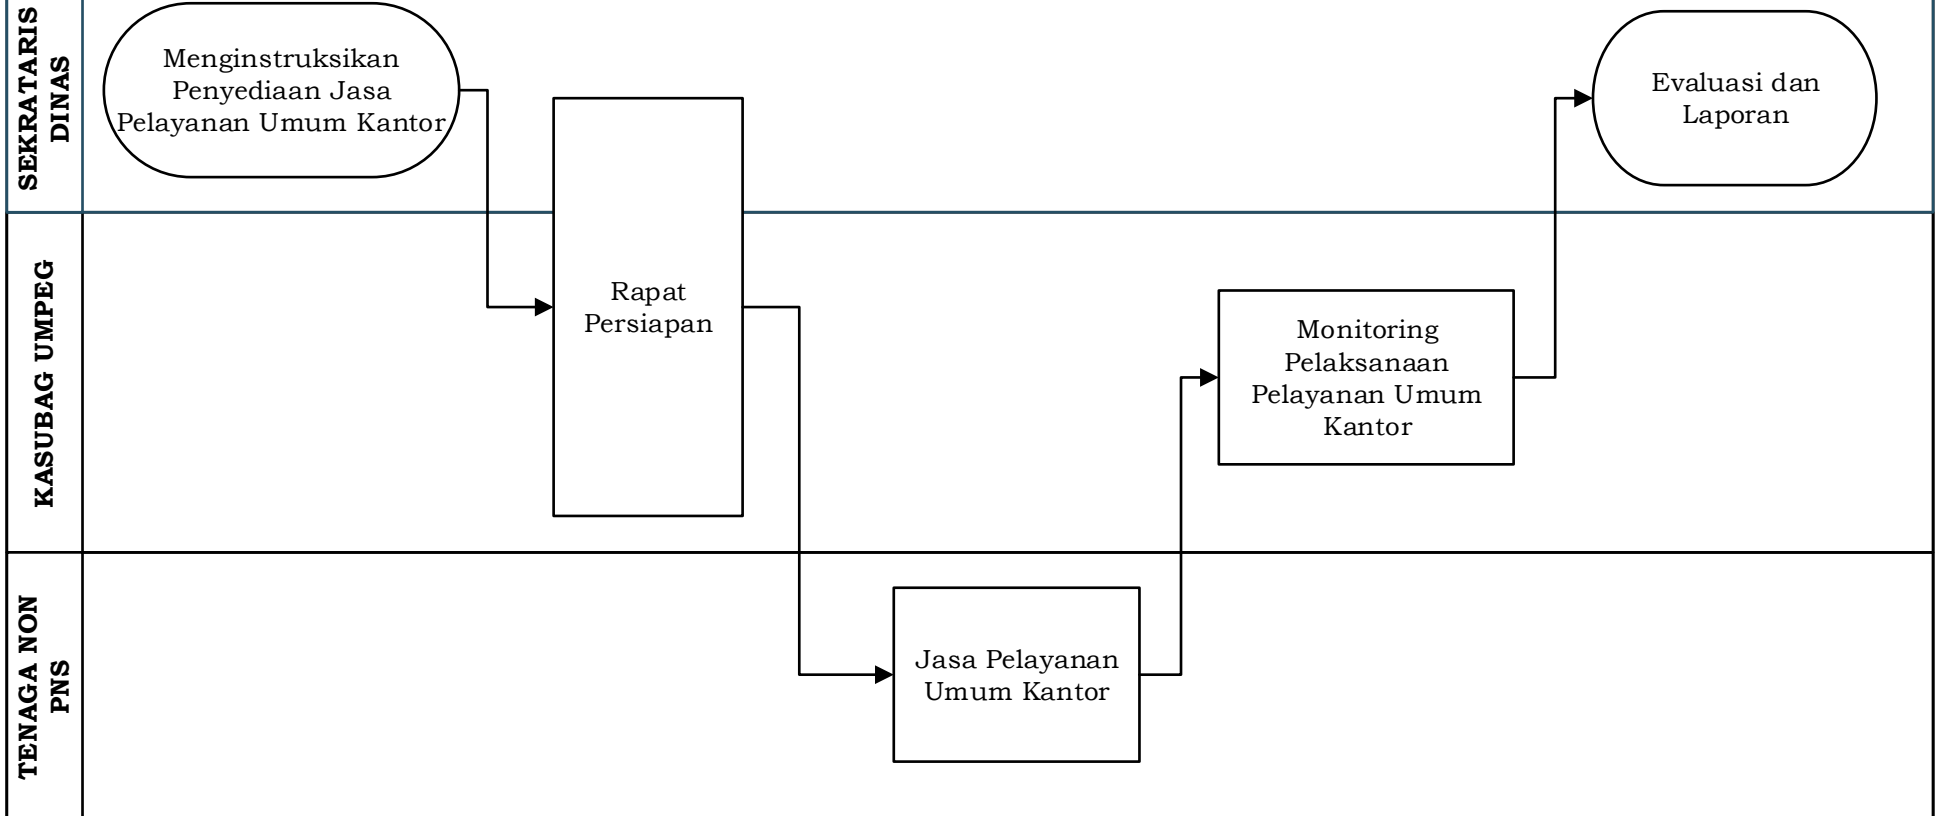 SEKRATARIS
DINAS
Menginstruksikan
Penyediaan Jasa
Pelayanan Umum Kantor
Evaluasi dan
Laporan
KASUBAG UMPEG
Rapat
Persiapan
Monitoring
Pelaksanaan
Pelayanan Umum
Kantor
TENAGA NON
PNS
Jasa Pelayanan
Umum Kantor